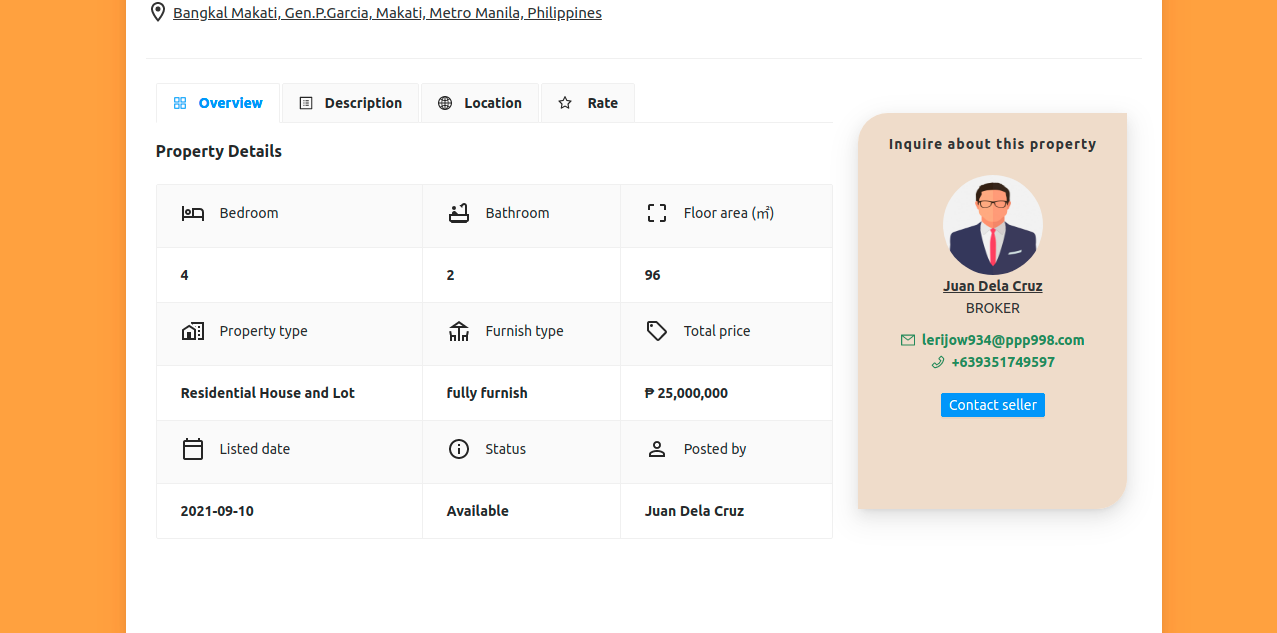 Bangkal Makati, Gen.P.Garcia, Makati, Metro Manila, Philippines
Overview Description Location Rate
Property Details
Bedroom Bathroom Floor area (㎡)
4 2 96
Property type Furnish type Total price
Residential House and Lot fully furnish ₱ 25,000,000
Listed date Status Posted by
2021-09-10 Available Juan Dela Cruz
Inquire about this property
Juan Dela Cruz
BROKER
lerijow934@ppp998.com
+639351749597
Contact seller